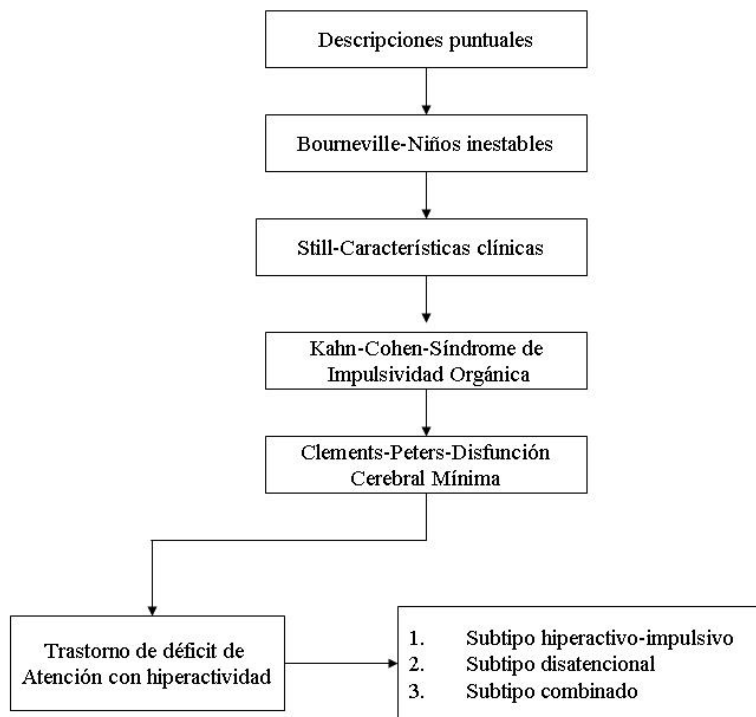 Descripciones puntuales
Bourneville-Niños inestables
Still-Características clínicas
Kahn-Cohen-Síndrome de
Impulsividad Orgánica
Clements-Peters-Disfunción
Cerebral Mínima
Trastorno de déficit de
Atención con hiperactividad
1. Subtipo hiperactivo-impulsivo
2. Subtipo disatencional
3. Subtipo combinado